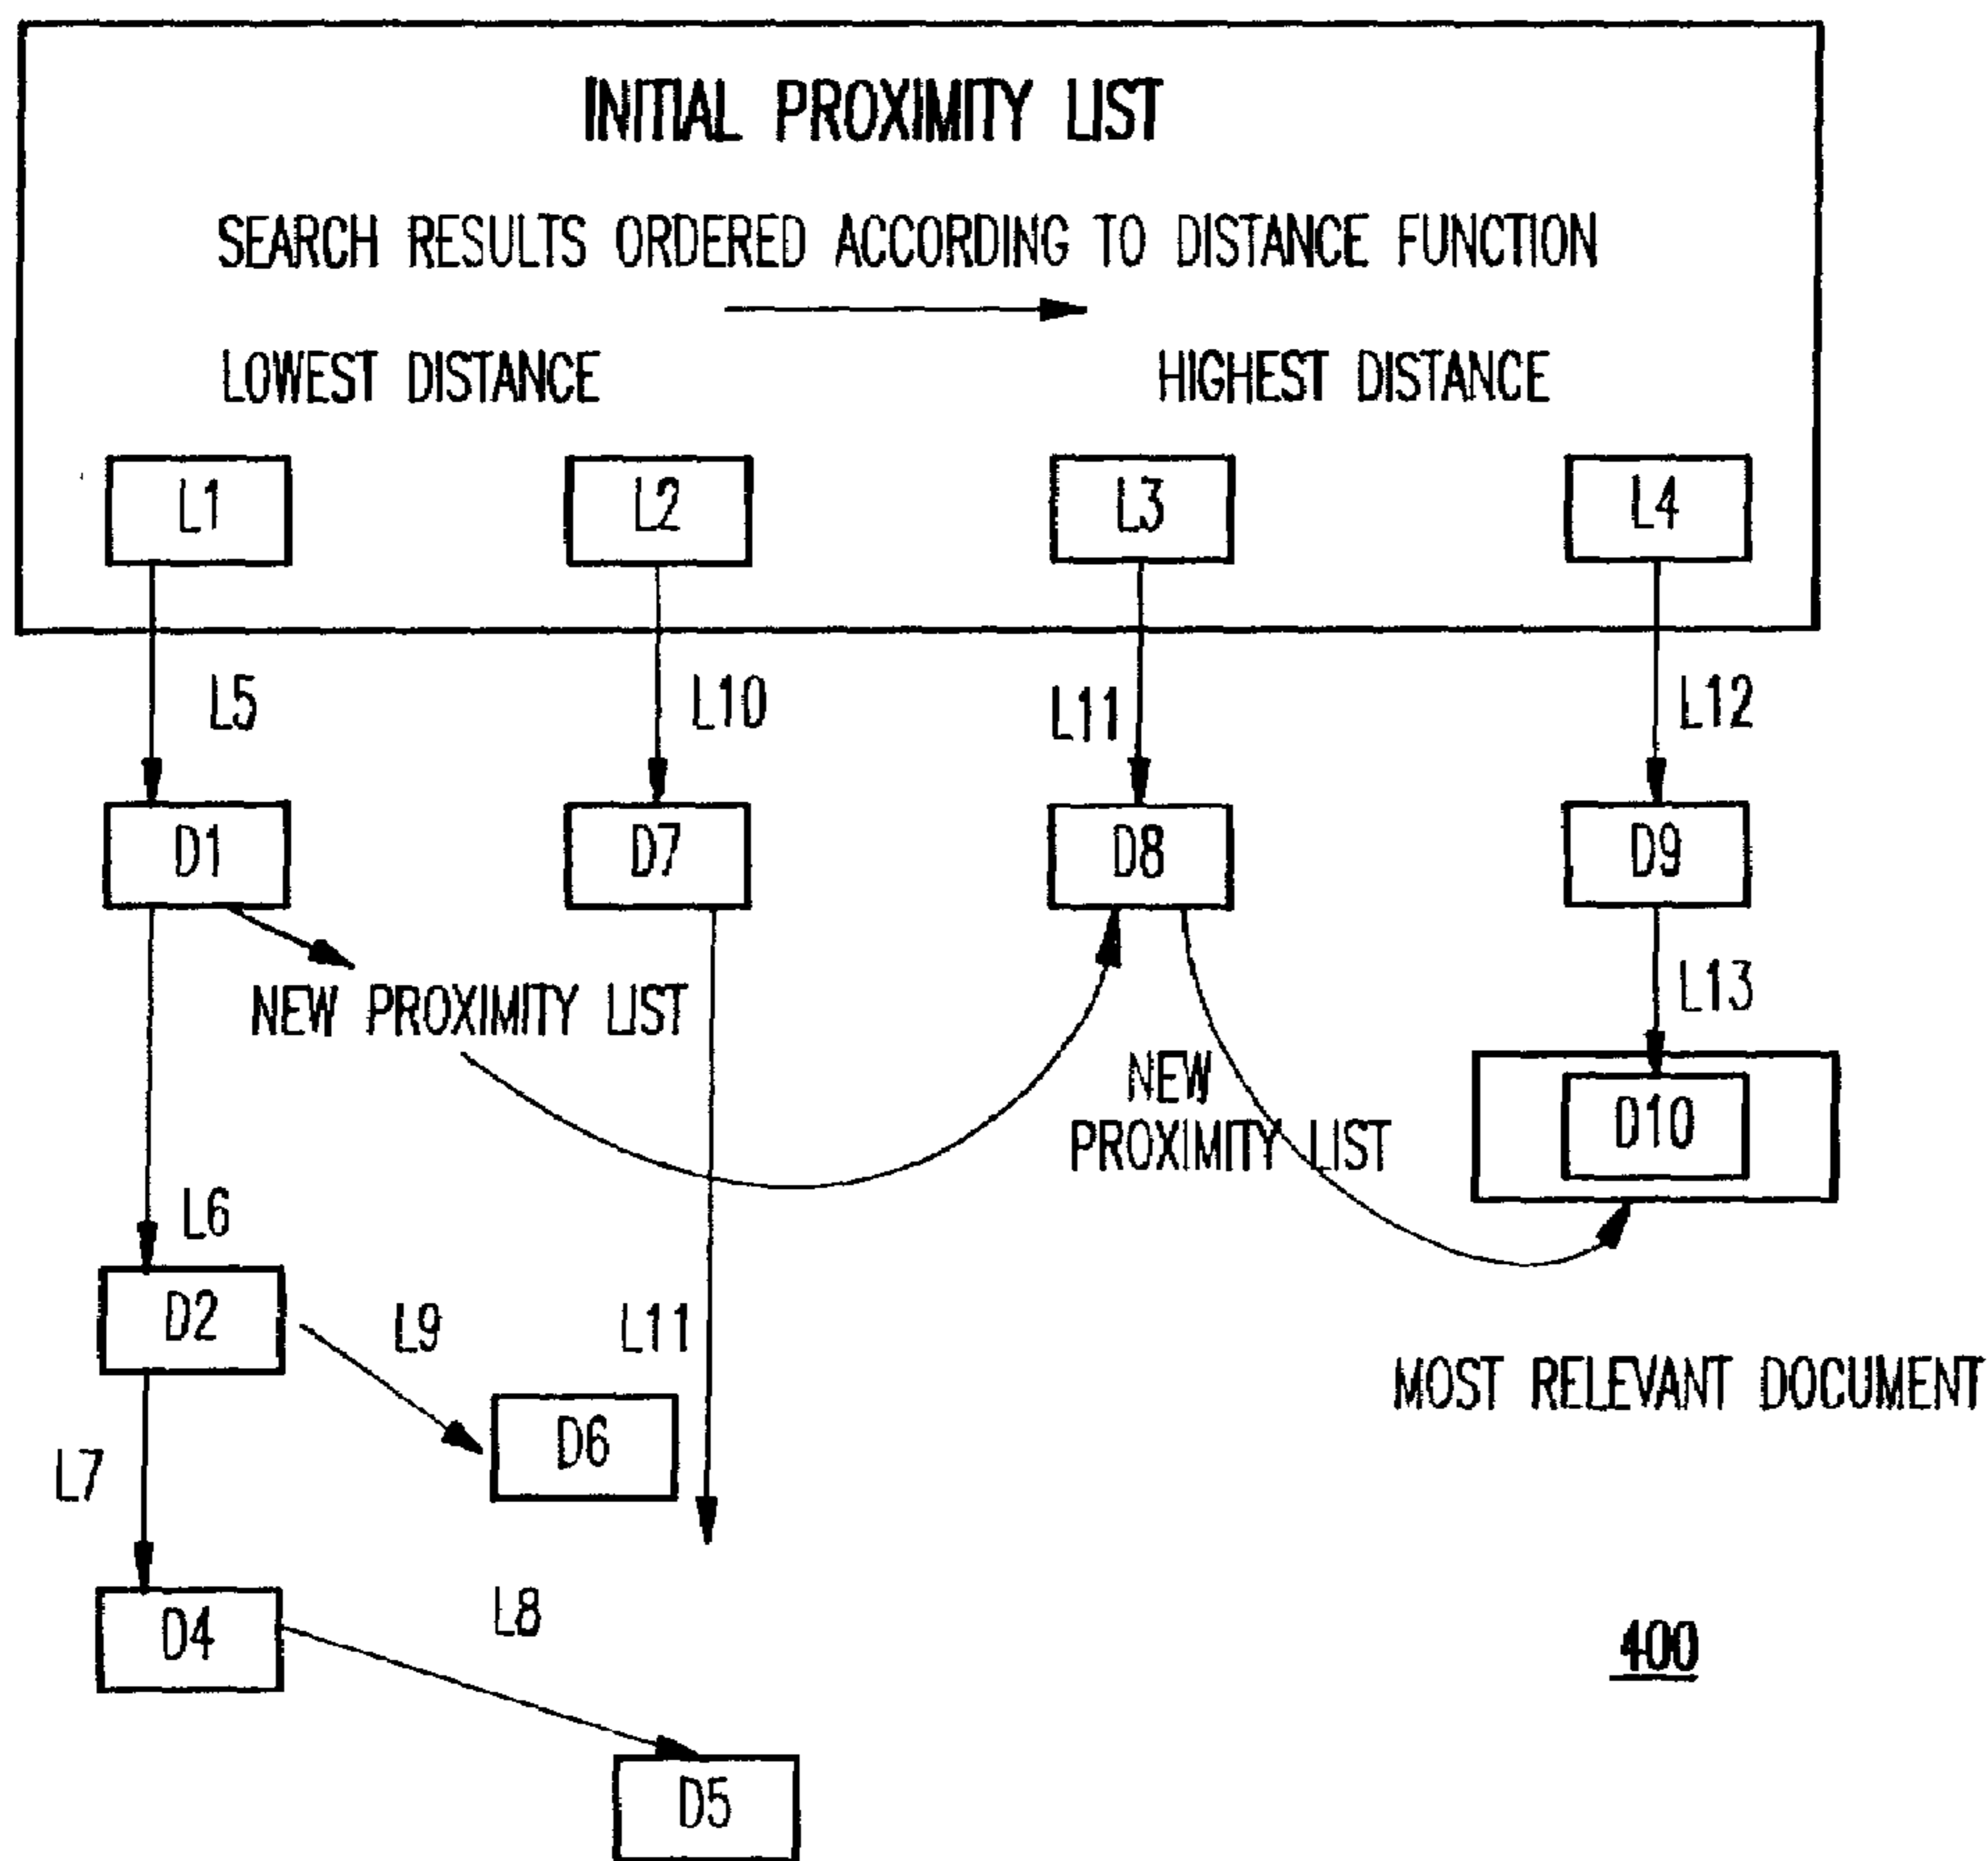 INITIAL PROXIMITY LIST
SEARCH RESULTS ORDERED ACCORDING TO DISTANCE FUNCTION
LOWEST DISTANCE
HIGHEST DISTANCE
L1
L2
L3
L4
L5
L10
L11
L12
D1
D7
D8
D9
NEW PROXIMITY LIST
L13
NEW
PROXIMITY LIST
D10
L6
D2
L9
L11
MOST RELEVANT DOCUMENT
D6
L7
L8
D4
400
D5